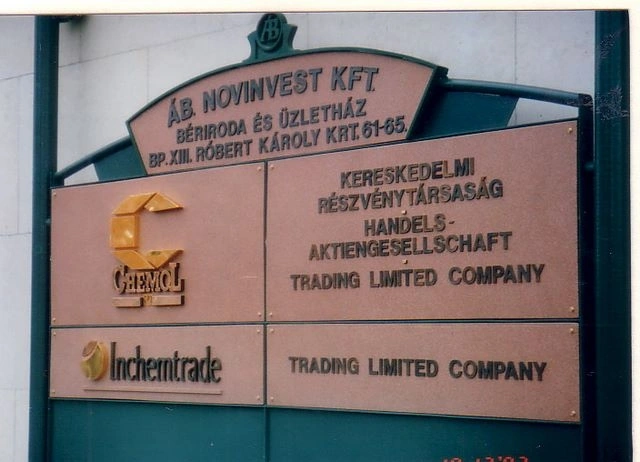 ÁB
ÁB. NOVINVEST KFT.
BÉRIRODA ÉS ÜZLETHÁZ
BP. XIII. RÓBERT KÁROLY KRT. 61-65.
CHEMOL
KERESKEDELMI
RÉSZVÉNYTÁRSASÁG
HANDELS-
AKTIENGESELLSCHAFT
TRADING LIMITED COMPANY
Inchemtrade
TRADING LIMITED COMPANY